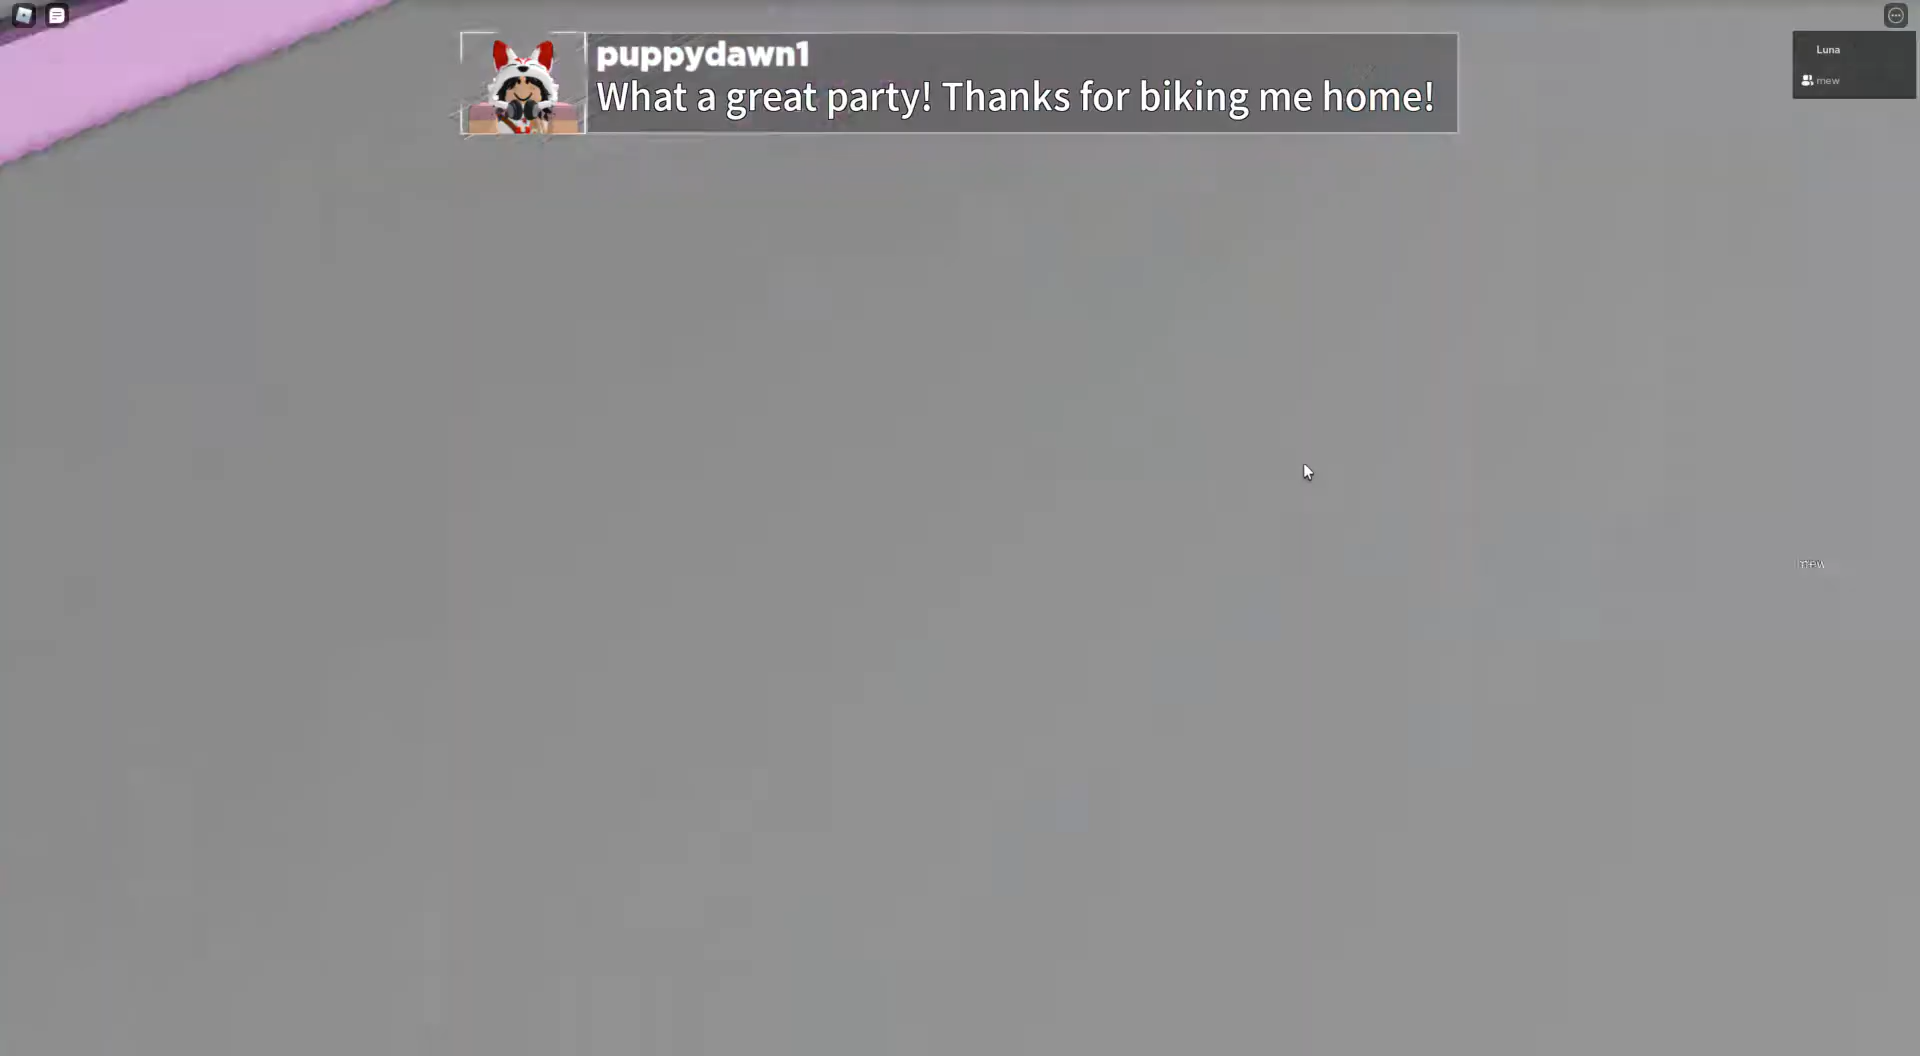 puppydawn1
What a great party! Thanks for biking me home!
Luna
mew
mew